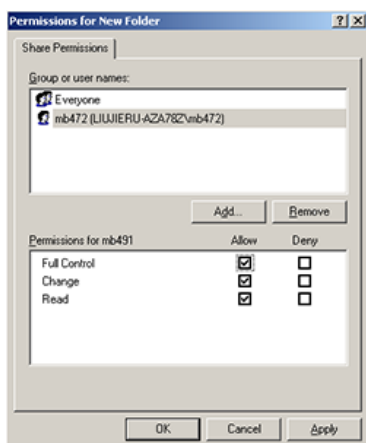 Permissions for New Folder
Share Permissions
Group or user names:
Everyone
mb472 (LIUJIERU-AZA78Z\mb472)
Add... Remove
Permissions for mb491 Allow Deny
Full Control
Change
Read
OK Cancel Apply